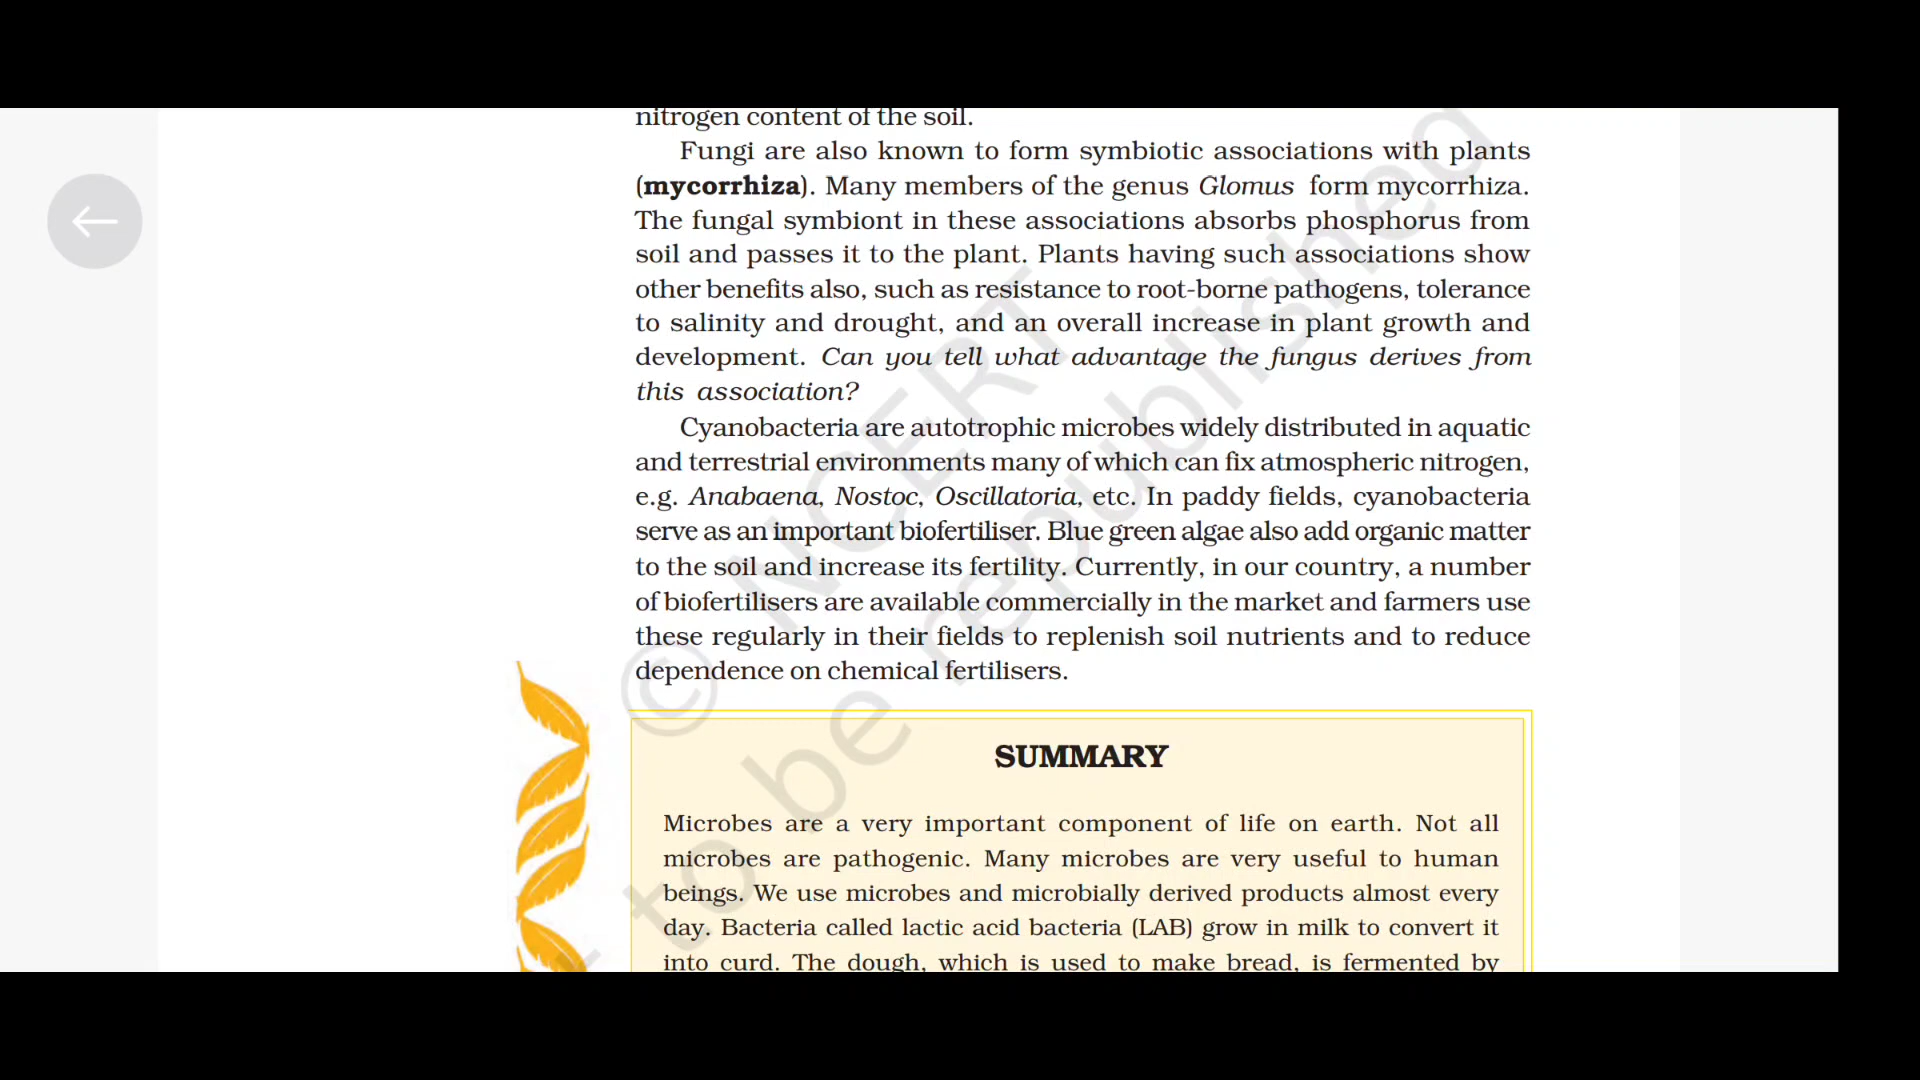 nitrogen content of the soil.
Fungi are also known to form symbiotic associations with plants
(mycorrhiza). Many members of the genus Glomus form mycorrhiza.
The fungal symbiont in these associations absorbs phosphorus from
soil and passes it to the plant. Plants having such associations show
other benefits also, such as resistance to root-borne pathogens, tolerance
to salinity and drought, and an overall increase in plant growth and
development. Can you tell what advantage the fungus derives from
this association?
Cyanobacteria are autotrophic microbes widely distributed in aquatic
and terrestrial environments many of which can fix atmospheric nitrogen,
e.g. Anabaena, Nostoc, Oscillatoria, etc. In paddy fields, cyanobacteria
serve as an important biofertiliser. Blue green algae also add organic matter
to the soil and increase its fertility. Currently, in our country, a number
of biofertilisers are available commercially in the market and farmers use
these regularly in their fields to replenish soil nutrients and to reduce
dependence on chemical fertilisers.
SUMMARY
Microbes are a very important component of life on earth. Not all
microbes are pathogenic. Many microbes are very useful to human
beings. We use microbes and microbially derived products almost every
day. Bacteria called lactic acid bacteria (LAB) grow in milk to convert it
into curd. The dough, which is used to make bread, is fermented by
© NCERT
to be republished